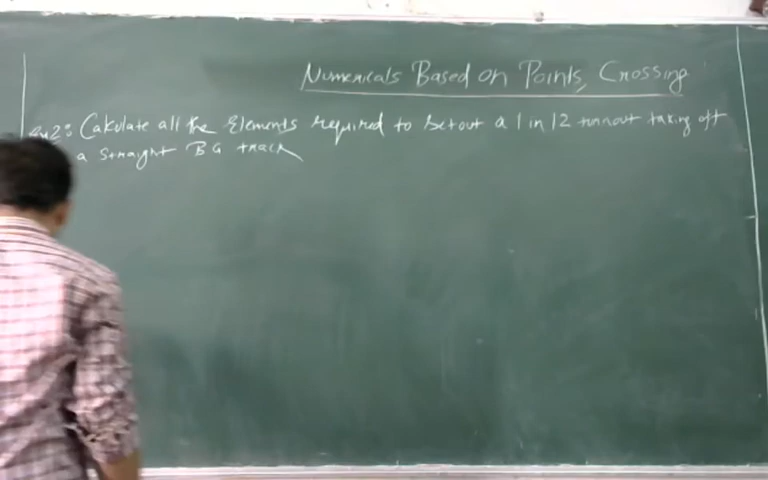 Numericals Based on Points, Crossing
Calculate all the Elements required to setout a 1 in 12 turnout taking off
a straight BG track